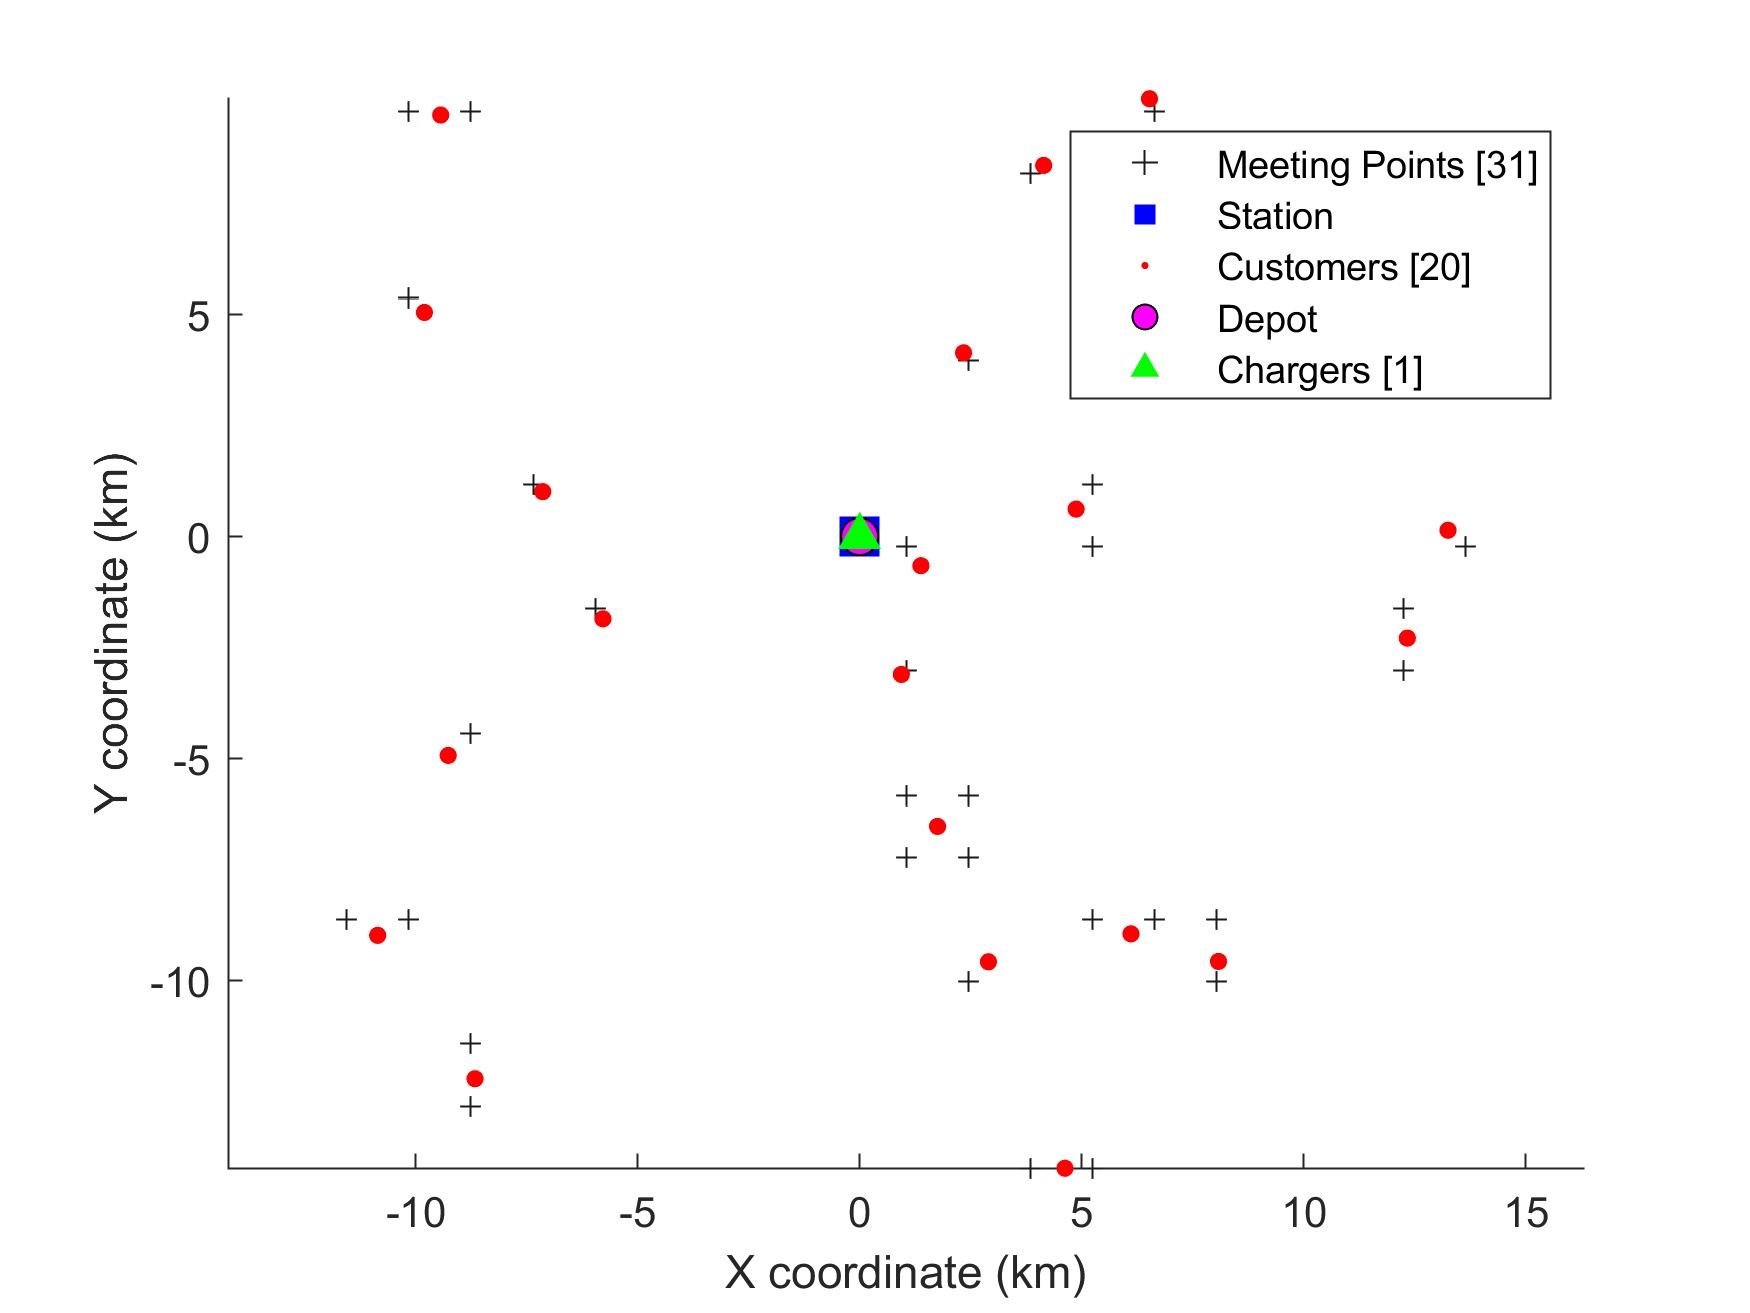 Meeting Points [31]
Station
Customers [20]
Depot
Chargers [1]
5
0
-5
-10
Y coordinate (km)
-10 -5 0 5 10 15
X coordinate (km)